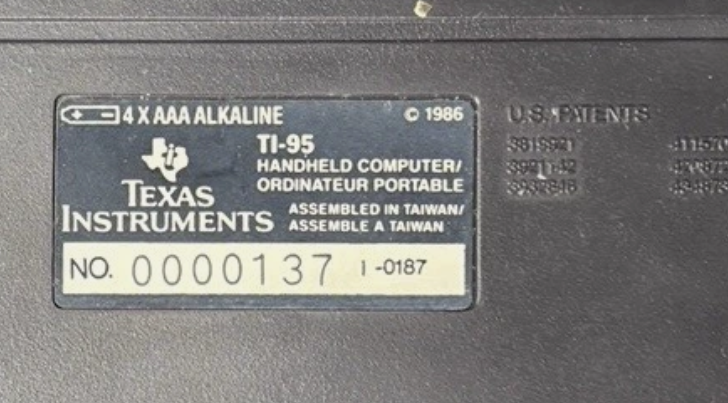 4 X AAA ALKALINE © 1986
TI-95
HANDHELD COMPUTER/
ORDINATEUR PORTABLE
TEXAS
INSTRUMENTS
ASSEMBLED IN TAIWAN/
ASSEMBLE A TAIWAN
NO. 0000137 I-0187
U.S. PATENTS